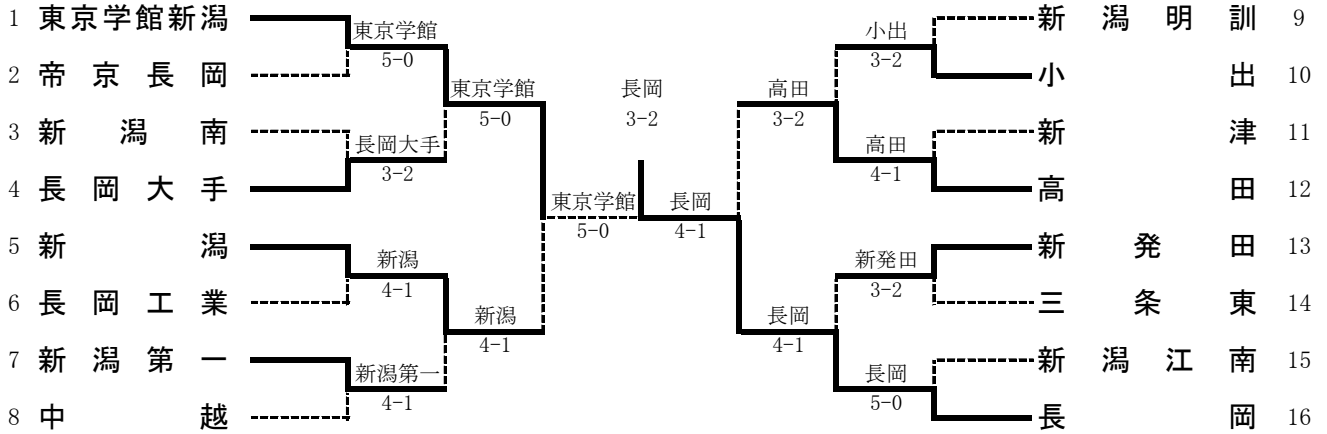 1 東京学館新潟
2 帝京長岡
3 新潟南
4 長岡大手
5 新潟
6 長岡工業
7 新潟第一
8 中越
東京学館
5-0
長岡大手
3-2
新潟
4-1
新潟第一
4-1
東京学館
5-0
新潟
4-1
東京学館
5-0
長岡
3-2
長岡
4-1
高田
3-2
長岡
4-1
小出
3-2
高田
4-1
新発田
3-2
長岡
5-0
新潟明訓 9
小出 10
新津 11
高田 12
新発田 13
三条東 14
新潟江南 15
長岡 16